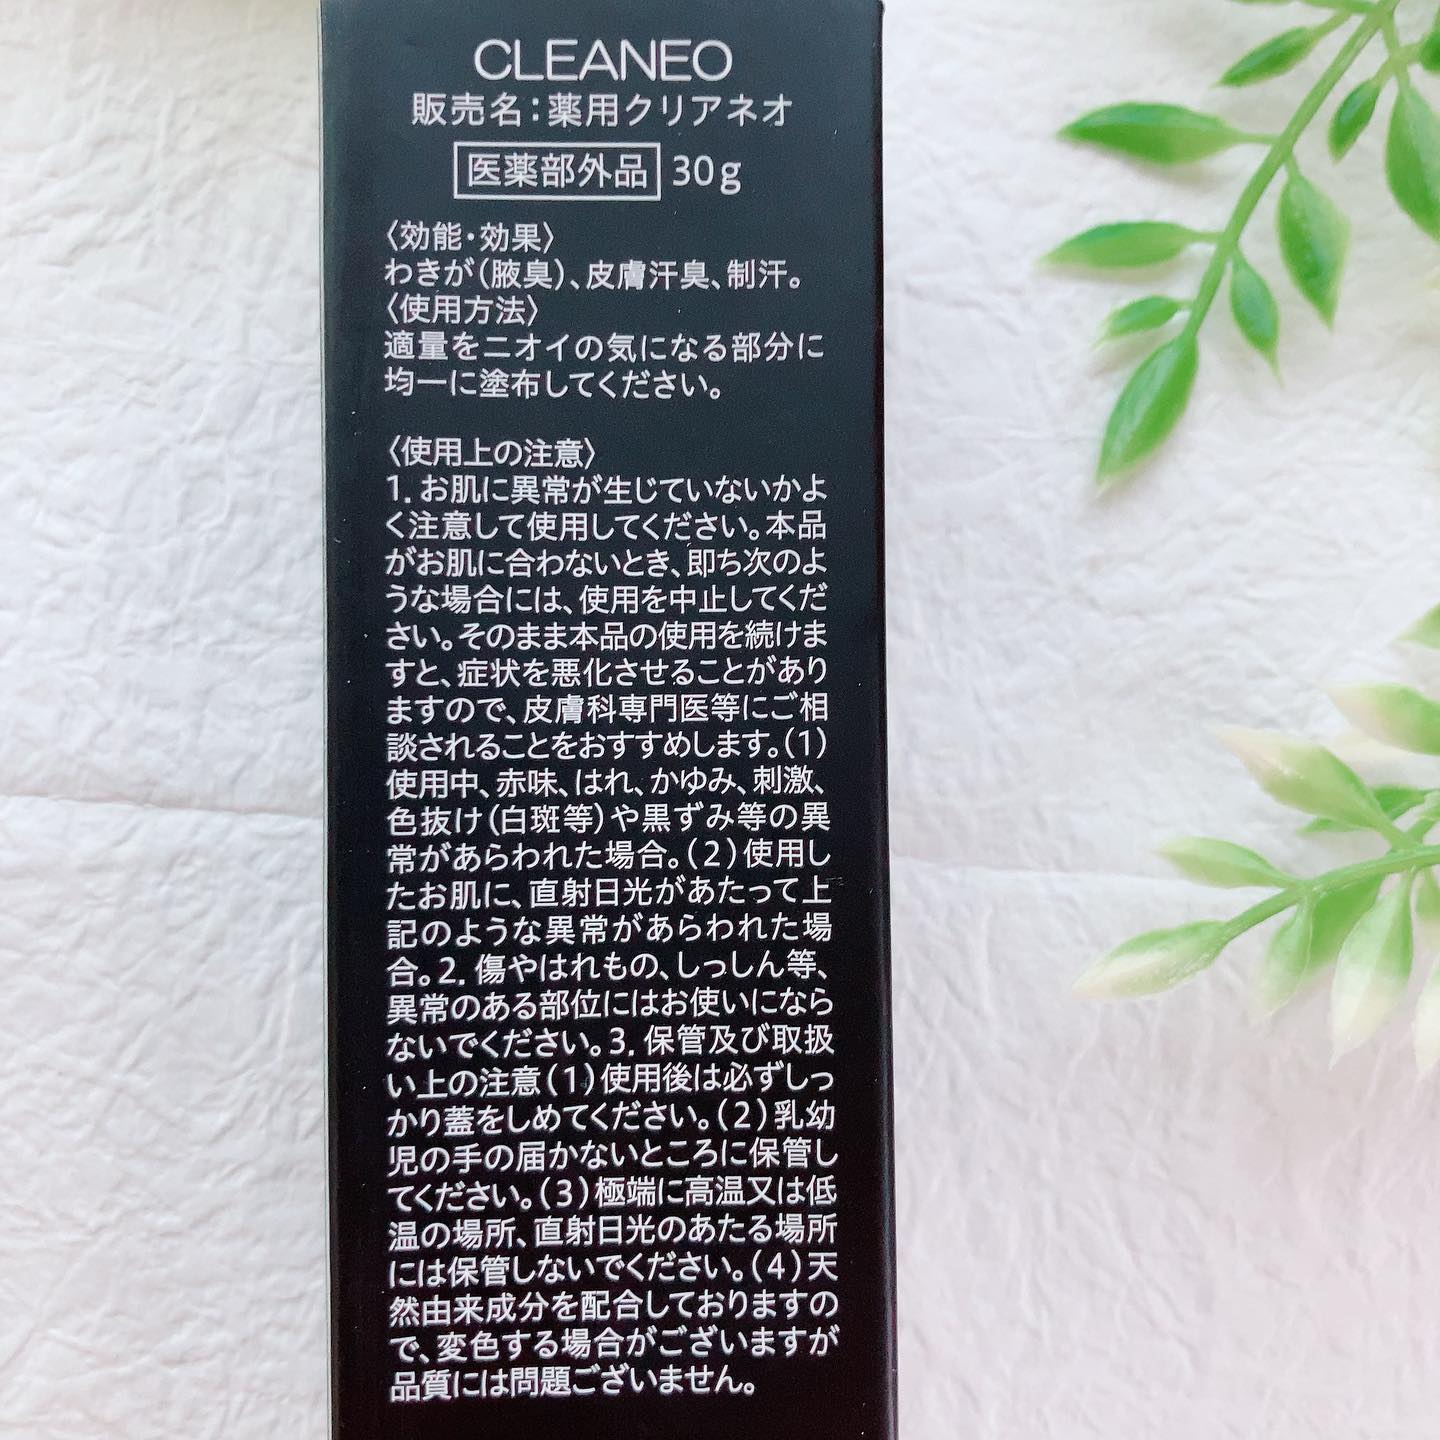 CLEANEO
販売名:薬用クリアネオ
医薬部外品 30g
〈効能・効果〉
わきが(腋臭)、皮膚汗臭、制汗。
〈使用方法〉
適量をニオイの気になる部分に
均一に塗布してください。
〈使用上の注意〉
1. お肌に異常が生じていないかよ
く注意して使用してください。本品
がお肌に合わないとき、即ち次のよ
うな場合には、使用を中止してくだ
さい。そのまま本品の使用を続けま
すと、症状を悪化させることがあり
ますので、皮膚科専門医等にご相
談されることをおすすめします。(1)
使用中、赤味、はれ、かゆみ、刺激、
色抜け(白斑等)や黒ずみ等の異
常があらわれた場合。(2)使用し
たお肌に、直射日光があたって上
記のような異常があらわれた場
合。2. 傷やはれもの、しっしん等、
異常のある部位にはお使いになら
ないでください。3. 保管及び取扱
い上の注意(1)使用後は必ずしっ
かり蓋をしめてください。(2)乳幼
児の手の届かないところに保管し
てください。(3)極端に高温又は低
温の場所、直射日光のあたる場所
には保管しないでください。(4)天
然由来成分を配合しておりますの
で、変色する場合がございますが
品質には問題ございません。